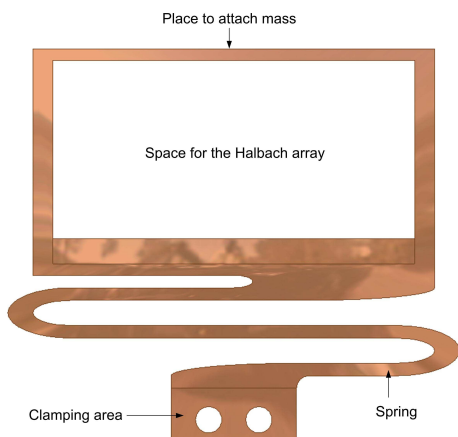 Place to attach mass
Space for the Halbach array
Clamping area
Spring